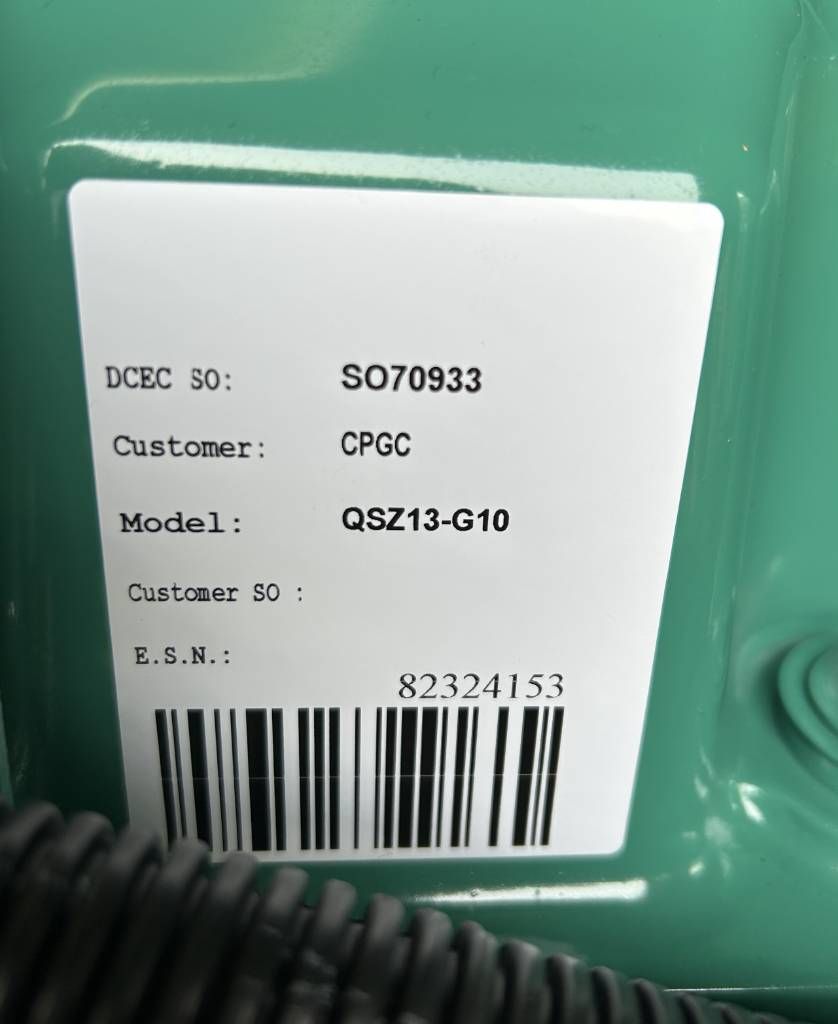 DCEC SO: SO70933
Customer: CPGC
Model: QSZ13-G10
Customer SO :
E.S.N.:
82324153